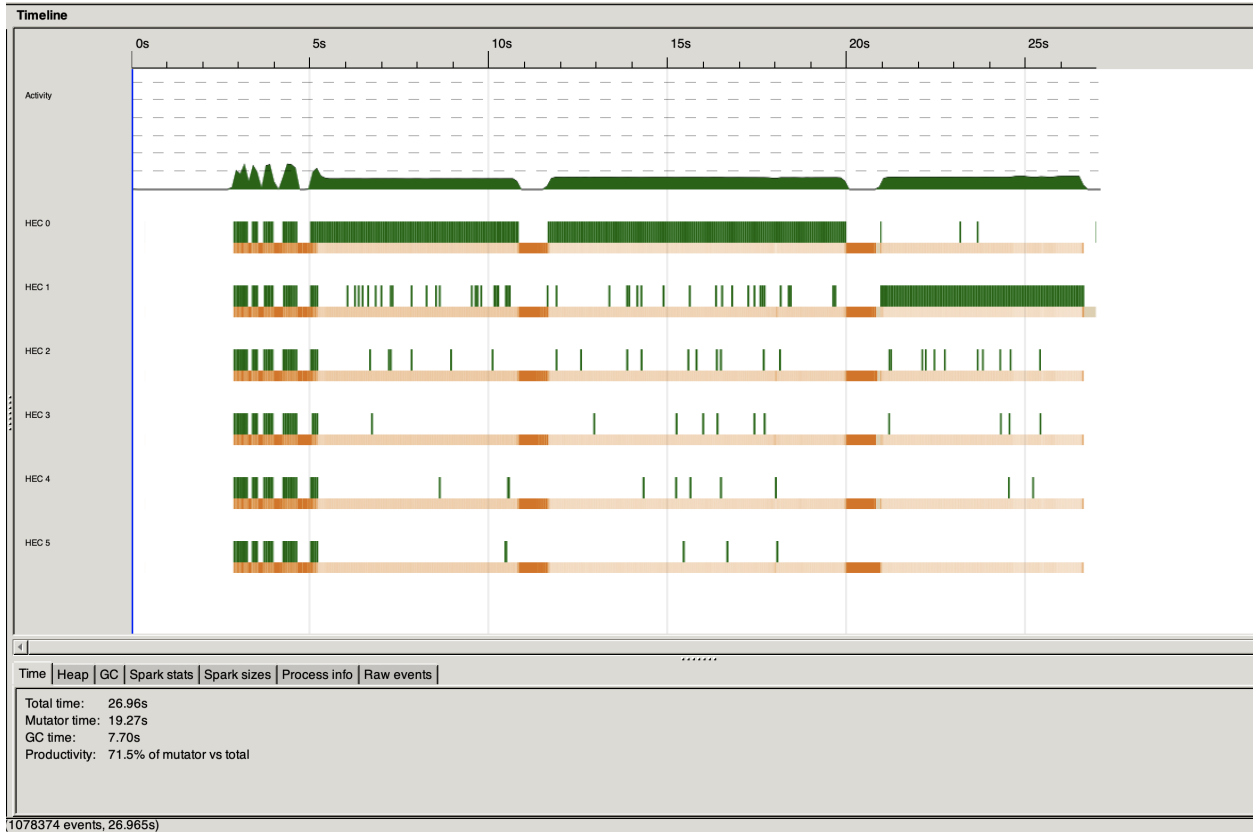 Timeline
0s 5s 10s 15s 20s 25s
Activity
HEC 0
HEC 1
HEC 2
HEC 3
HEC 4
HEC 5
Time Heap GC Spark stats Spark sizes Process info Raw events
Total time: 26.96s
Mutator time: 19.27s
GC time: 7.70s
Productivity: 71.5% of mutator vs total
(1078374 events, 26.965s)